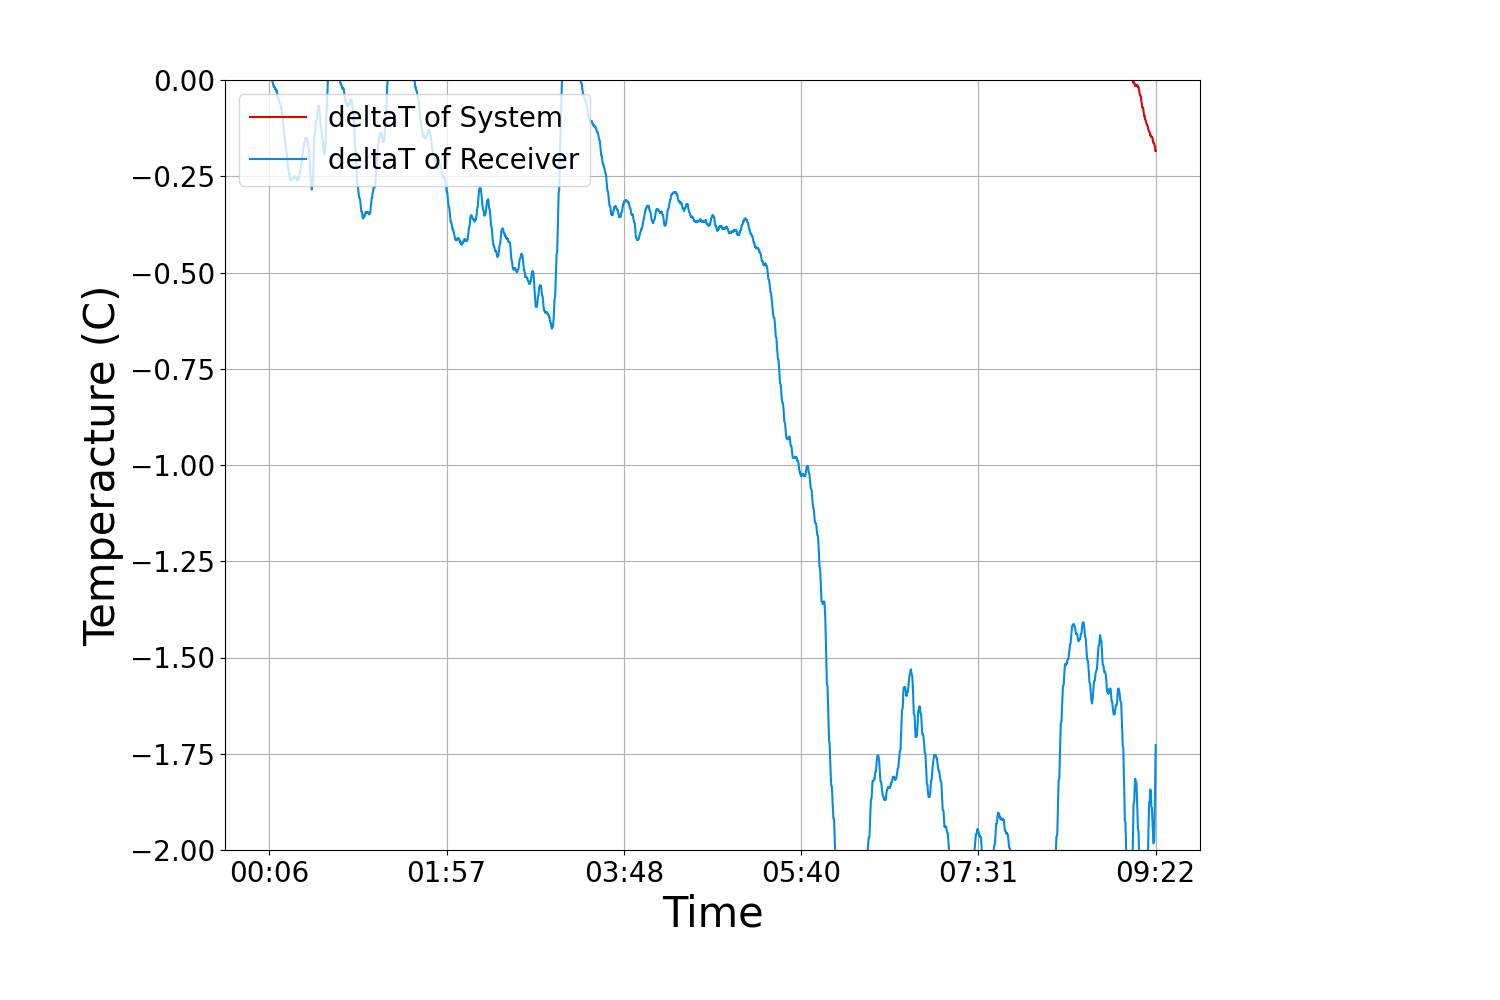 0.00
−0.25
−0.50
−0.75
−1.00
−1.25
−1.50
−1.75
−2.00
Temperacture (C)
deltaT of System
deltaT of Receiver
00:06 01:57 03:48 05:40 07:31 09:22
Time